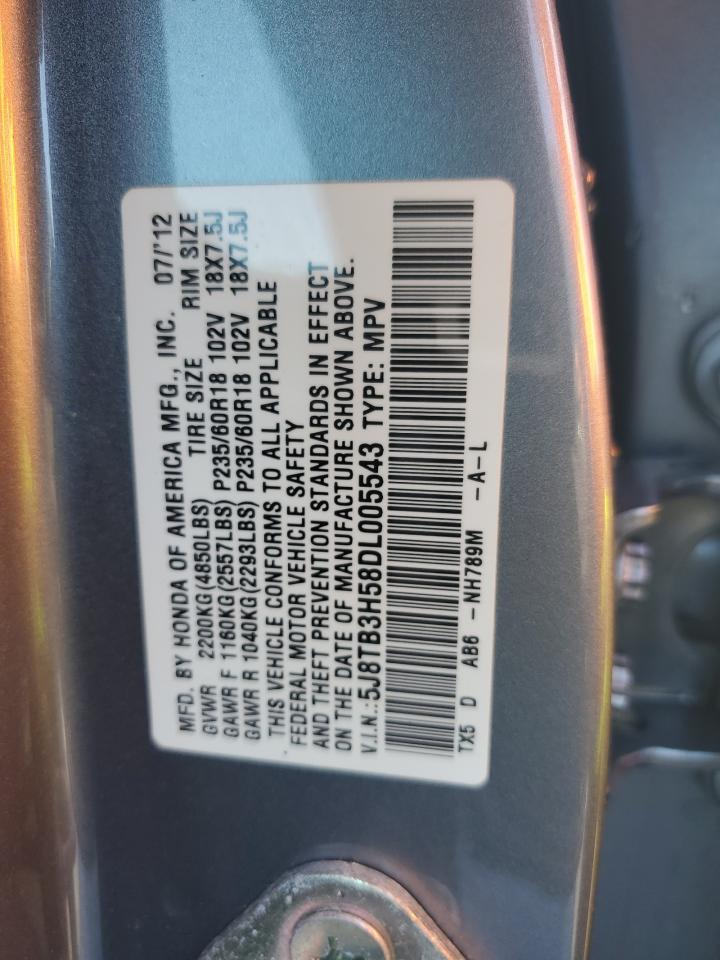 MFD. BY HONDA OF AMERICA MFG., INC. 07/'12
GVWR 2200KG(4850LBS) TIRE SIZE RIM SIZE
GAWR F 1160KG(2557LBS) P235/60R18 102V 18X7.5J
GAWR R 1040KG(2293LBS) P235/60R18 102V 18X7.5J
THIS VEHICLE CONFORMS TO ALL APPLICABLE
FEDERAL MOTOR VEHICLE SAFETY
AND THEFT PREVENTION STANDARDS IN EFFECT
ON THE DATE OF MANUFACTURE SHOWN ABOVE.
V.I.N.:5J8TB3H58DL005543 TYPE: MPV
TX5 D AB6 -NH789M -A-L